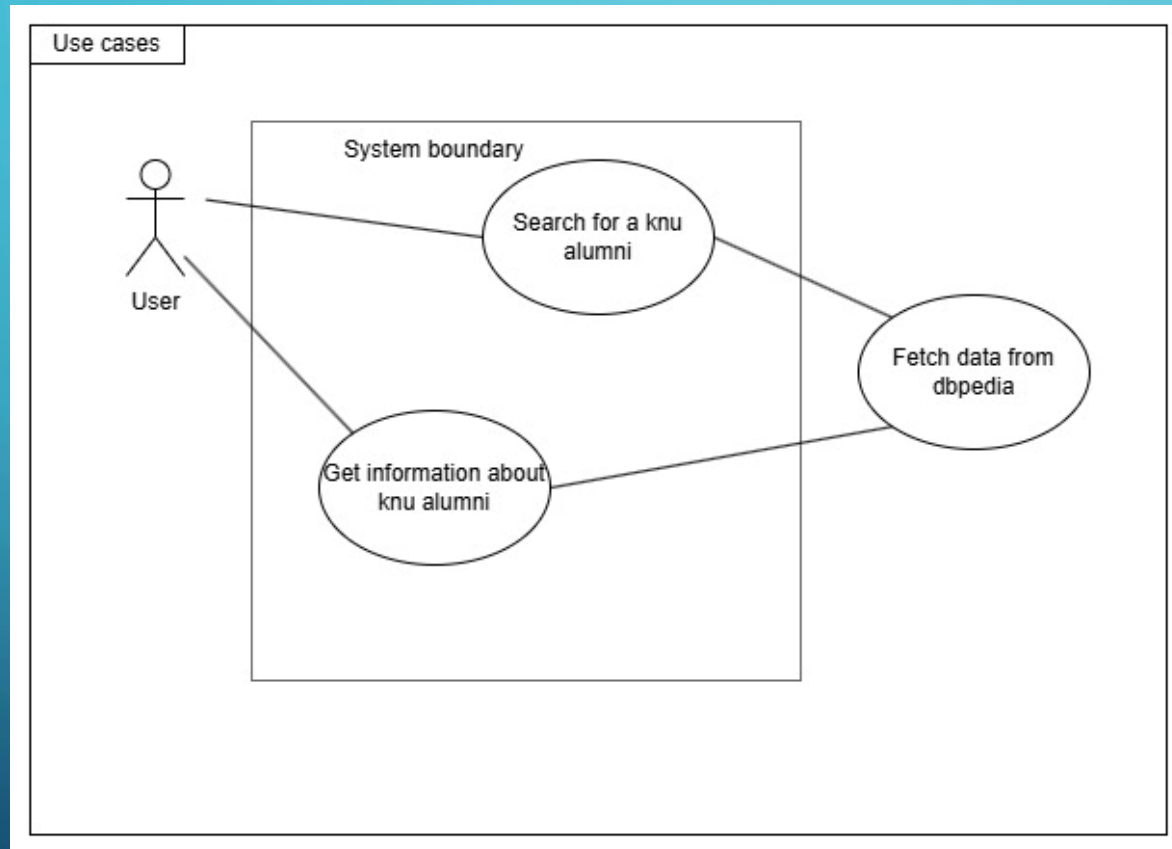 Use cases
System boundary
Search for a knu
alumni
User
Fetch data from
dbpedia
Get information about
knu alumni